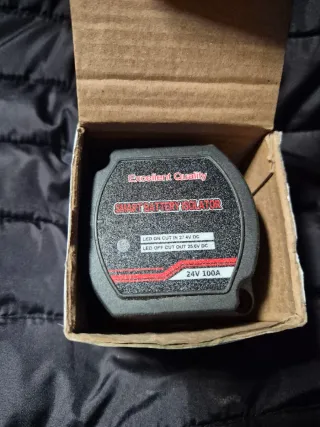 Excellent Quality
SMART BATTERY ISOLATOR
LED ON CUT IN 27.4V DC
LED OFF CUT OUT 25.6V DC
24V 100A